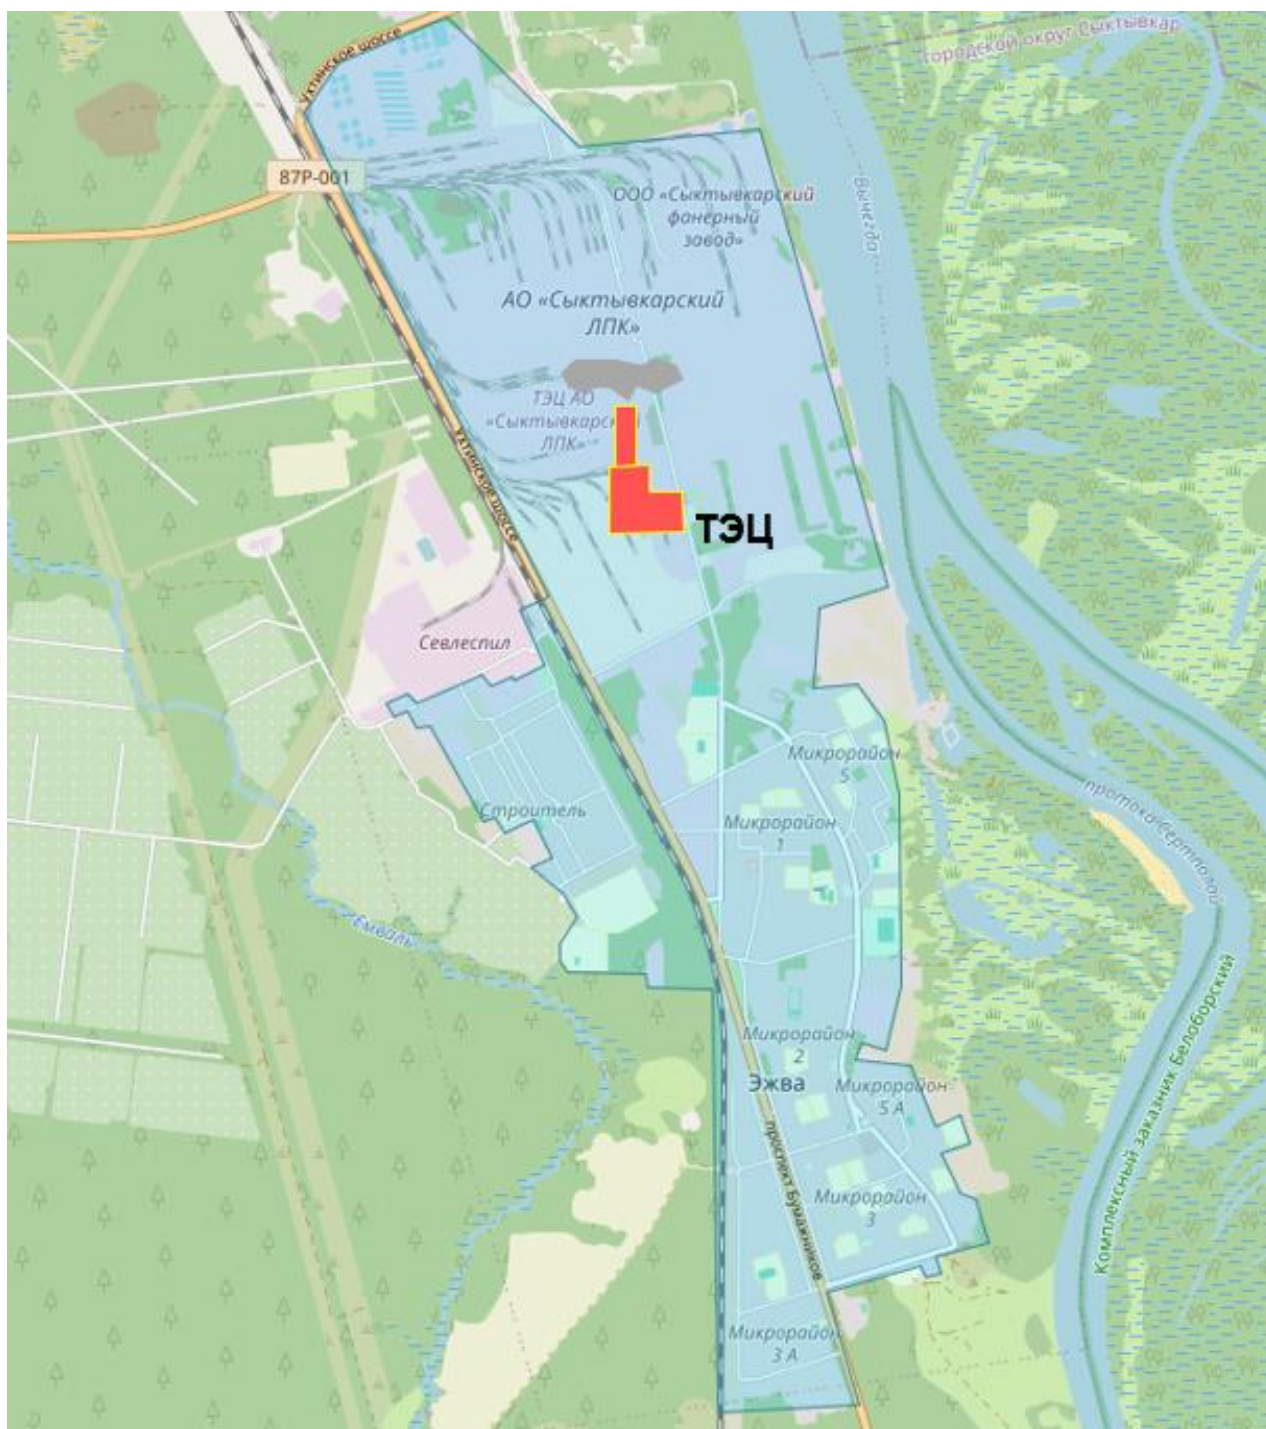 Ухтинское шоссе
городской округ Сыктывкар
87Р-001
Вычегда
ООО «Сыктывкарский
фанерный
завод»
АО «Сыктывкарский
ЛПК»
ТЭЦ АО
«Сыктывкарс
ЛПК»
Ухтинское шоссе
ТЭЦ
Севлеспил
Микрорайон
5
протока Сертполой
Строитель
Микрорайон
1
Емваль
Комплексный заказник Белоборский
Микрорайон
2
Эжва
Микрорайон
5 А
проспект Бумажников
Микрорайон
3
Микрорайон
3 А